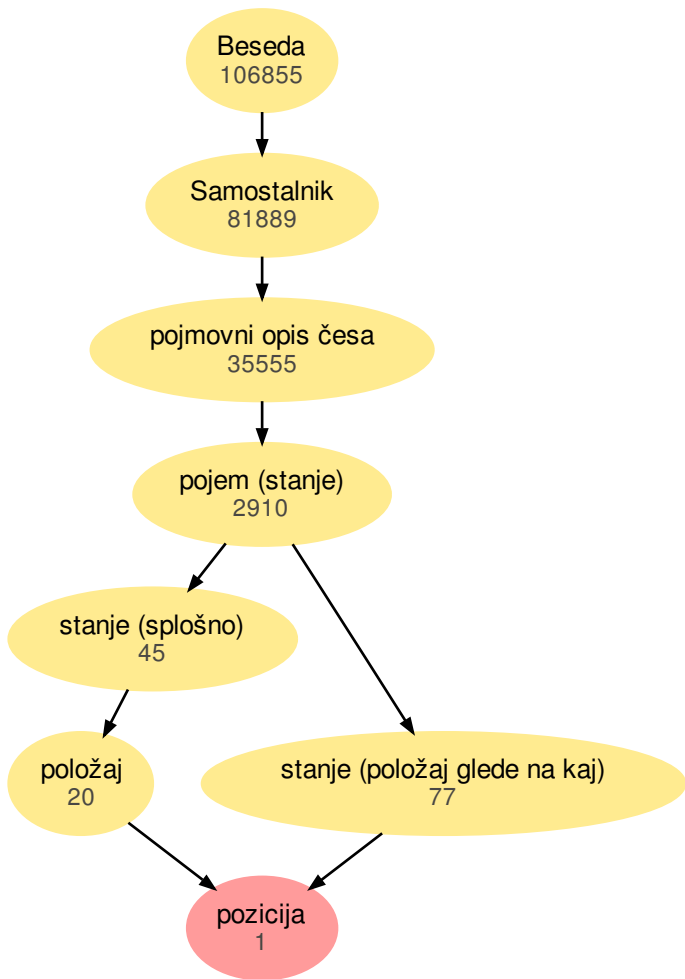 Beseda
106855
Samostalnik
81889
pojmovni opis česa
35555
pojem (stanje)
2910
stanje (splošno)
45
položaj
20
stanje (položaj glede na kaj)
77
pozicija
1